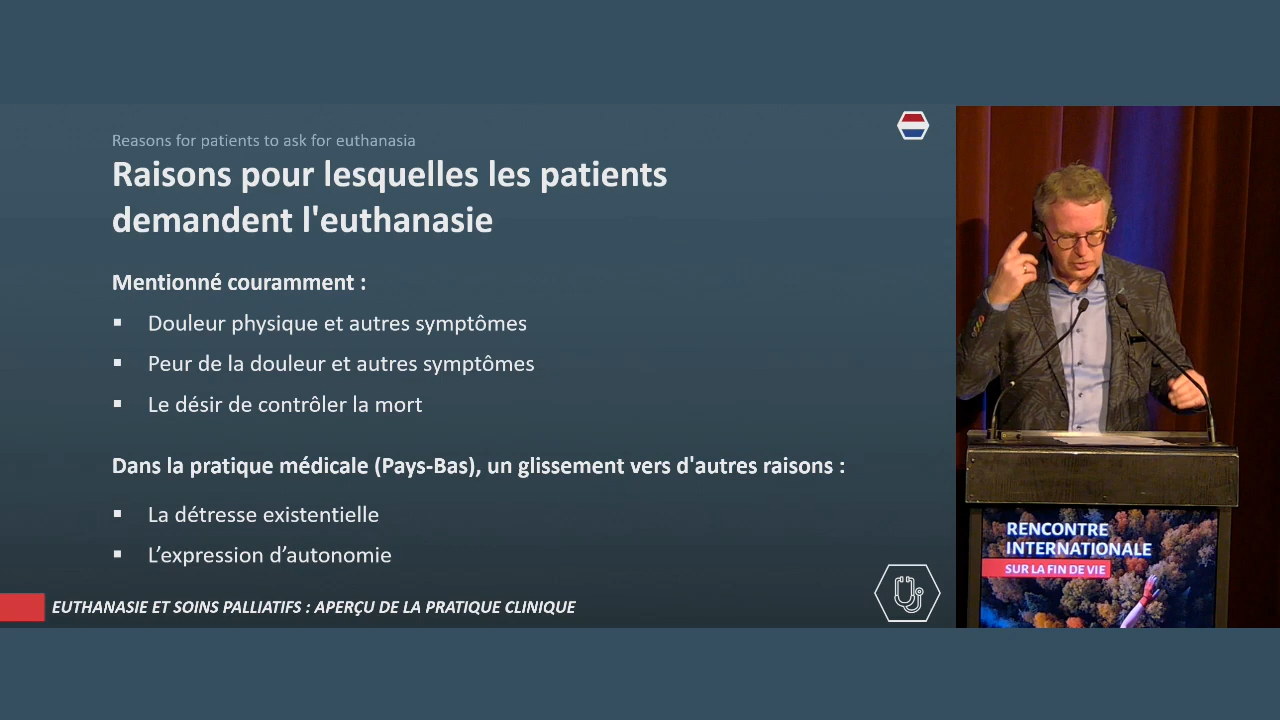 Reasons for patients to ask for euthanasia
Raisons pour lesquelles les patients
demandent l'euthanasie
Mentionné couramment :
▪ Douleur physique et autres symptômes
▪ Peur de la douleur et autres symptômes
▪ Le désir de contrôler la mort
Dans la pratique médicale (Pays-Bas), un glissement vers d'autres raisons :
▪ La détresse existentielle
▪ L’expression d’autonomie
EUTHANASIE ET SOINS PALLIATIFS : APERÇU DE LA PRATIQUE CLINIQUE
RENCONTRE
INTERNATIONALE
SUR LA FIN DE VIE